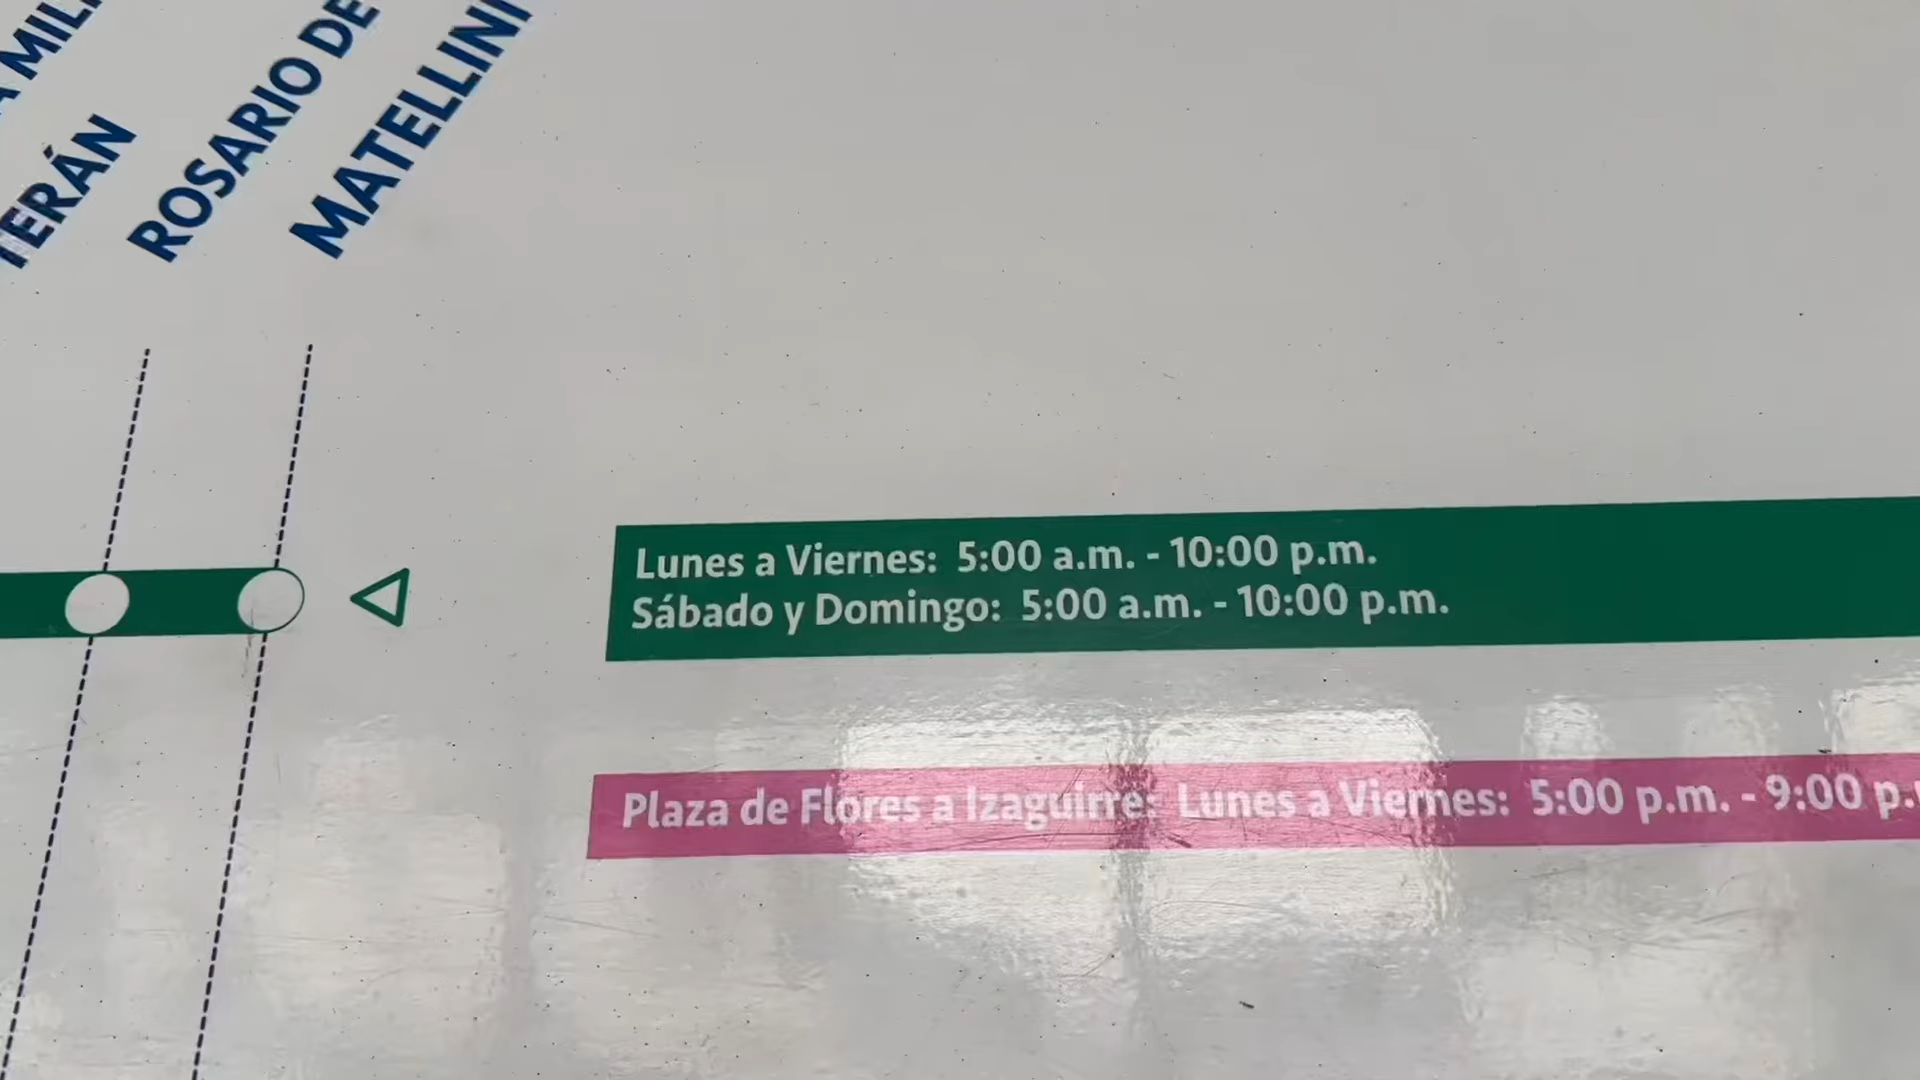 MIL
TERÁN
ROSARIO DE
MATELLINI
Lunes a Viernes: 5:00 a.m. - 10:00 p.m.
Sábado y Domingo: 5:00 a.m. - 10:00 p.m.
Plaza de Flores a Izaguirre: Lunes a Viernes: 5:00 p.m. - 9:00 p.